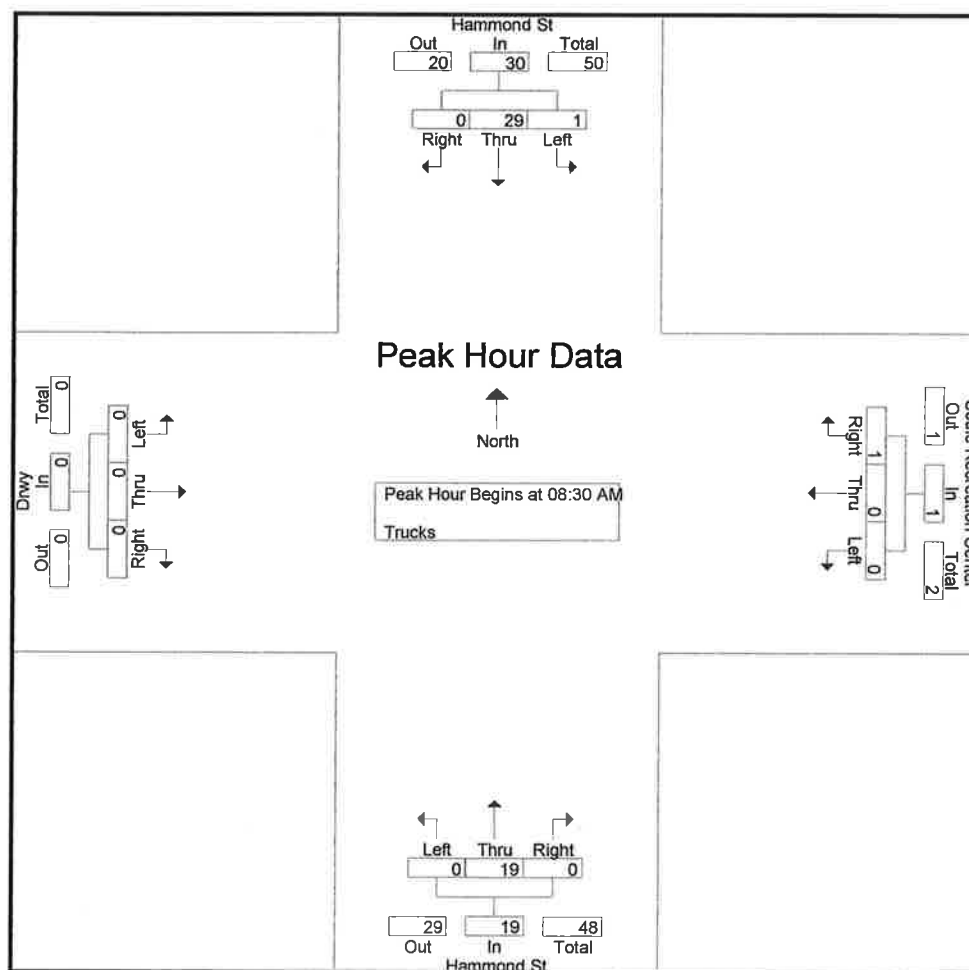 Hammond St
Out In Total
20 30 50
0 29 1
Right Thru Left
Peak Hour Data
North
Peak Hour Begins at 08:30 AM
Trucks
Drwy
Total In Out
0 0 0
0 0 0
Left Thru Right
Recreation Center
Out In Total
1 1 2
1 0 0
Right Thru Left
Left Thru Right
0 19 0
29 19 48
Out In Total
Hammond St